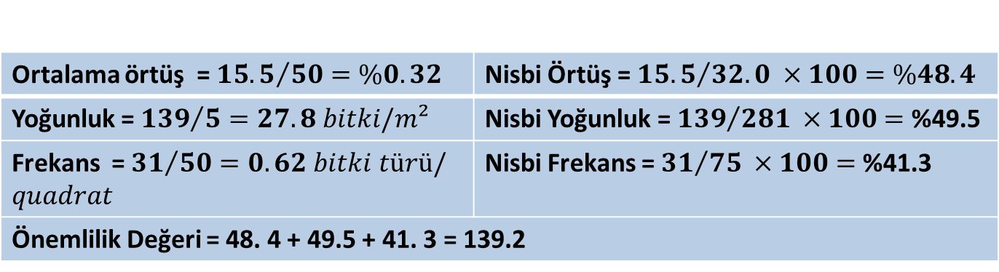 Ortalama örtüş = 15.5/50 = %0.32
Nisbi Örtüş = 15.5/32.0 × 100 = %48.4
Yoğunluk = 139/5 = 27.8 bitki/m²
Nisbi Yoğunluk = 139/281 × 100 = %49.5
Frekans = 31/50 = 0.62 bitki türü/
quadrat
Nisbi Frekans = 31/75 × 100 = %41.3
Önemlilik Değeri = 48. 4 + 49.5 + 41. 3 = 139.2